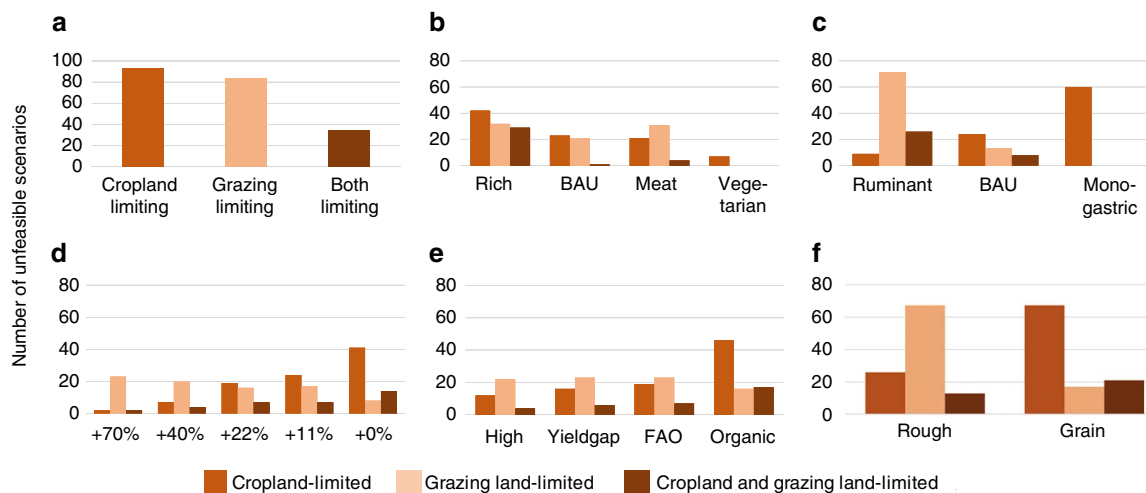 Number of unfeasible scenarios
a
100
80
60
40
20
0
Cropland
limiting
Grazing
limiting
Both
limiting
b
80
60
40
20
0
Rich
BAU
Meat
Vege-
tarian
c
80
60
40
20
0
Ruminant
BAU
Mono-
gastric
d
80
60
40
20
0
+70%
+40%
+22%
+11%
+0%
e
80
60
40
20
0
High
Yieldgap
FAO
Organic
f
80
60
40
20
0
Rough
Grain
Cropland-limited
Grazing land-limited
Cropland and grazing land-limited